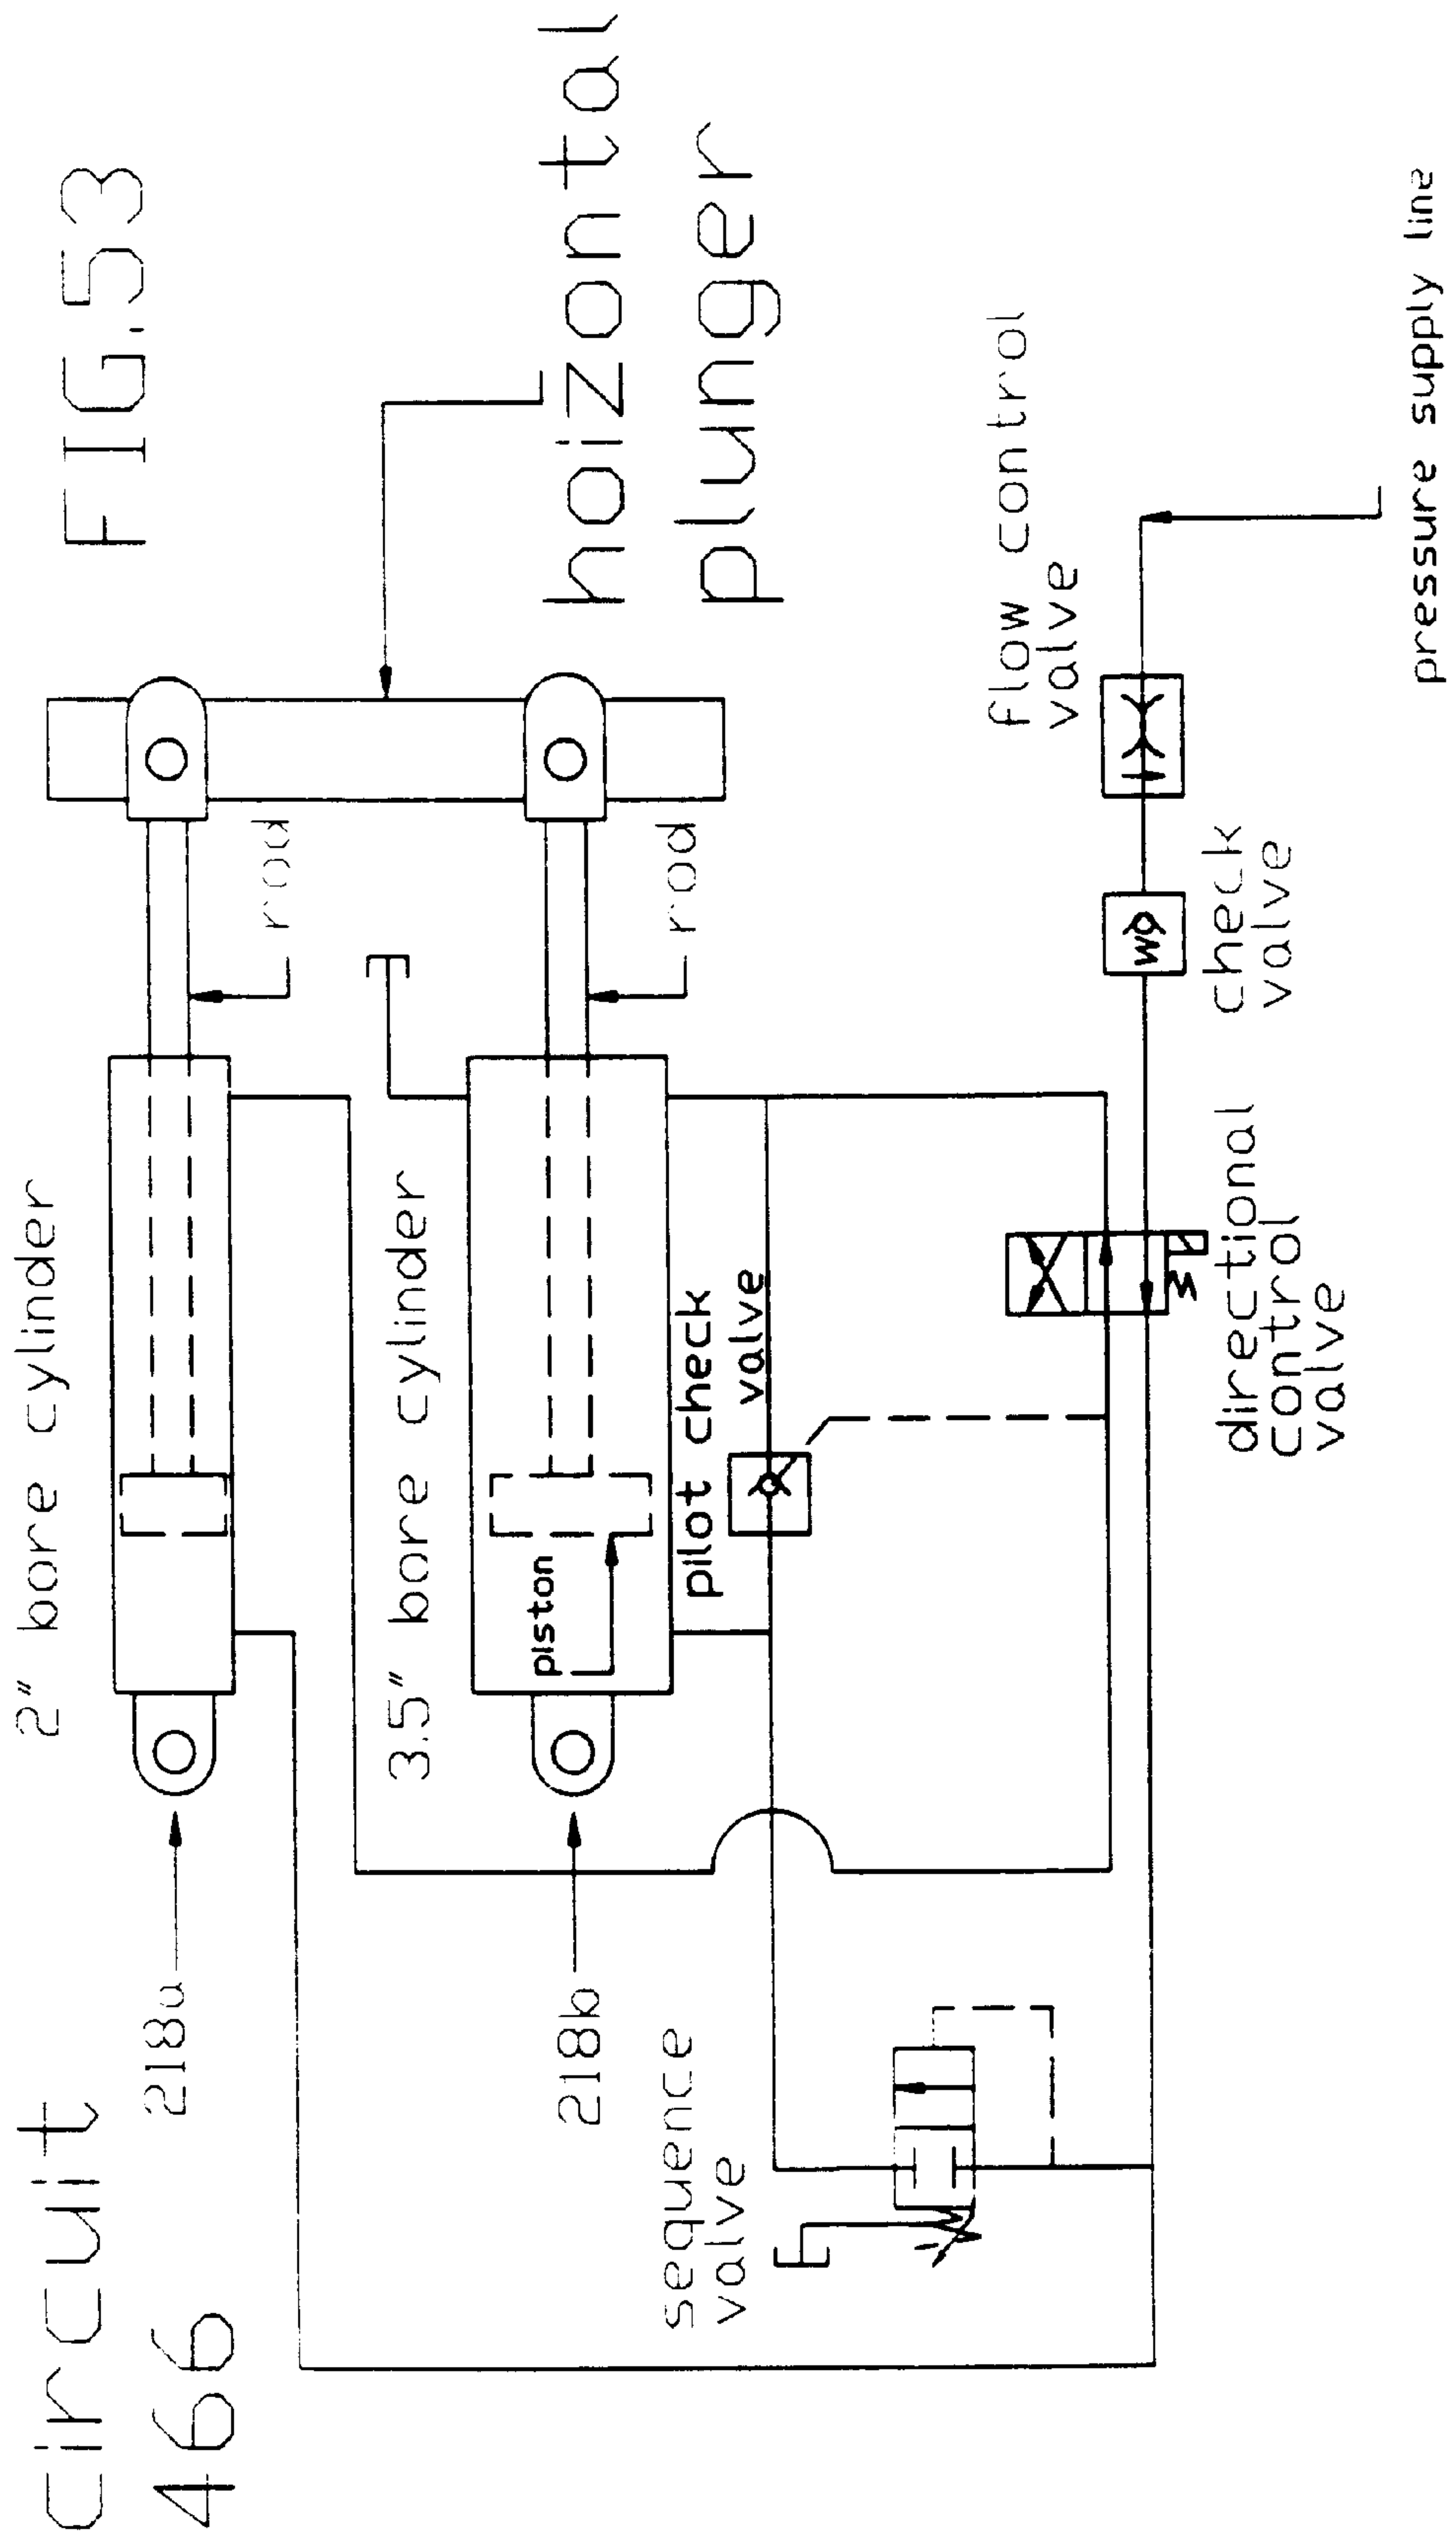 circuit
466
FIG.53
2" bore cylinder
218a
rod
hoizontal
plunger
3.5" bore cylinder
218b
piston
rod
pilot check
valve
sequence
valve
flow control
valve
check
valve
directional
control
valve
pressure supply line